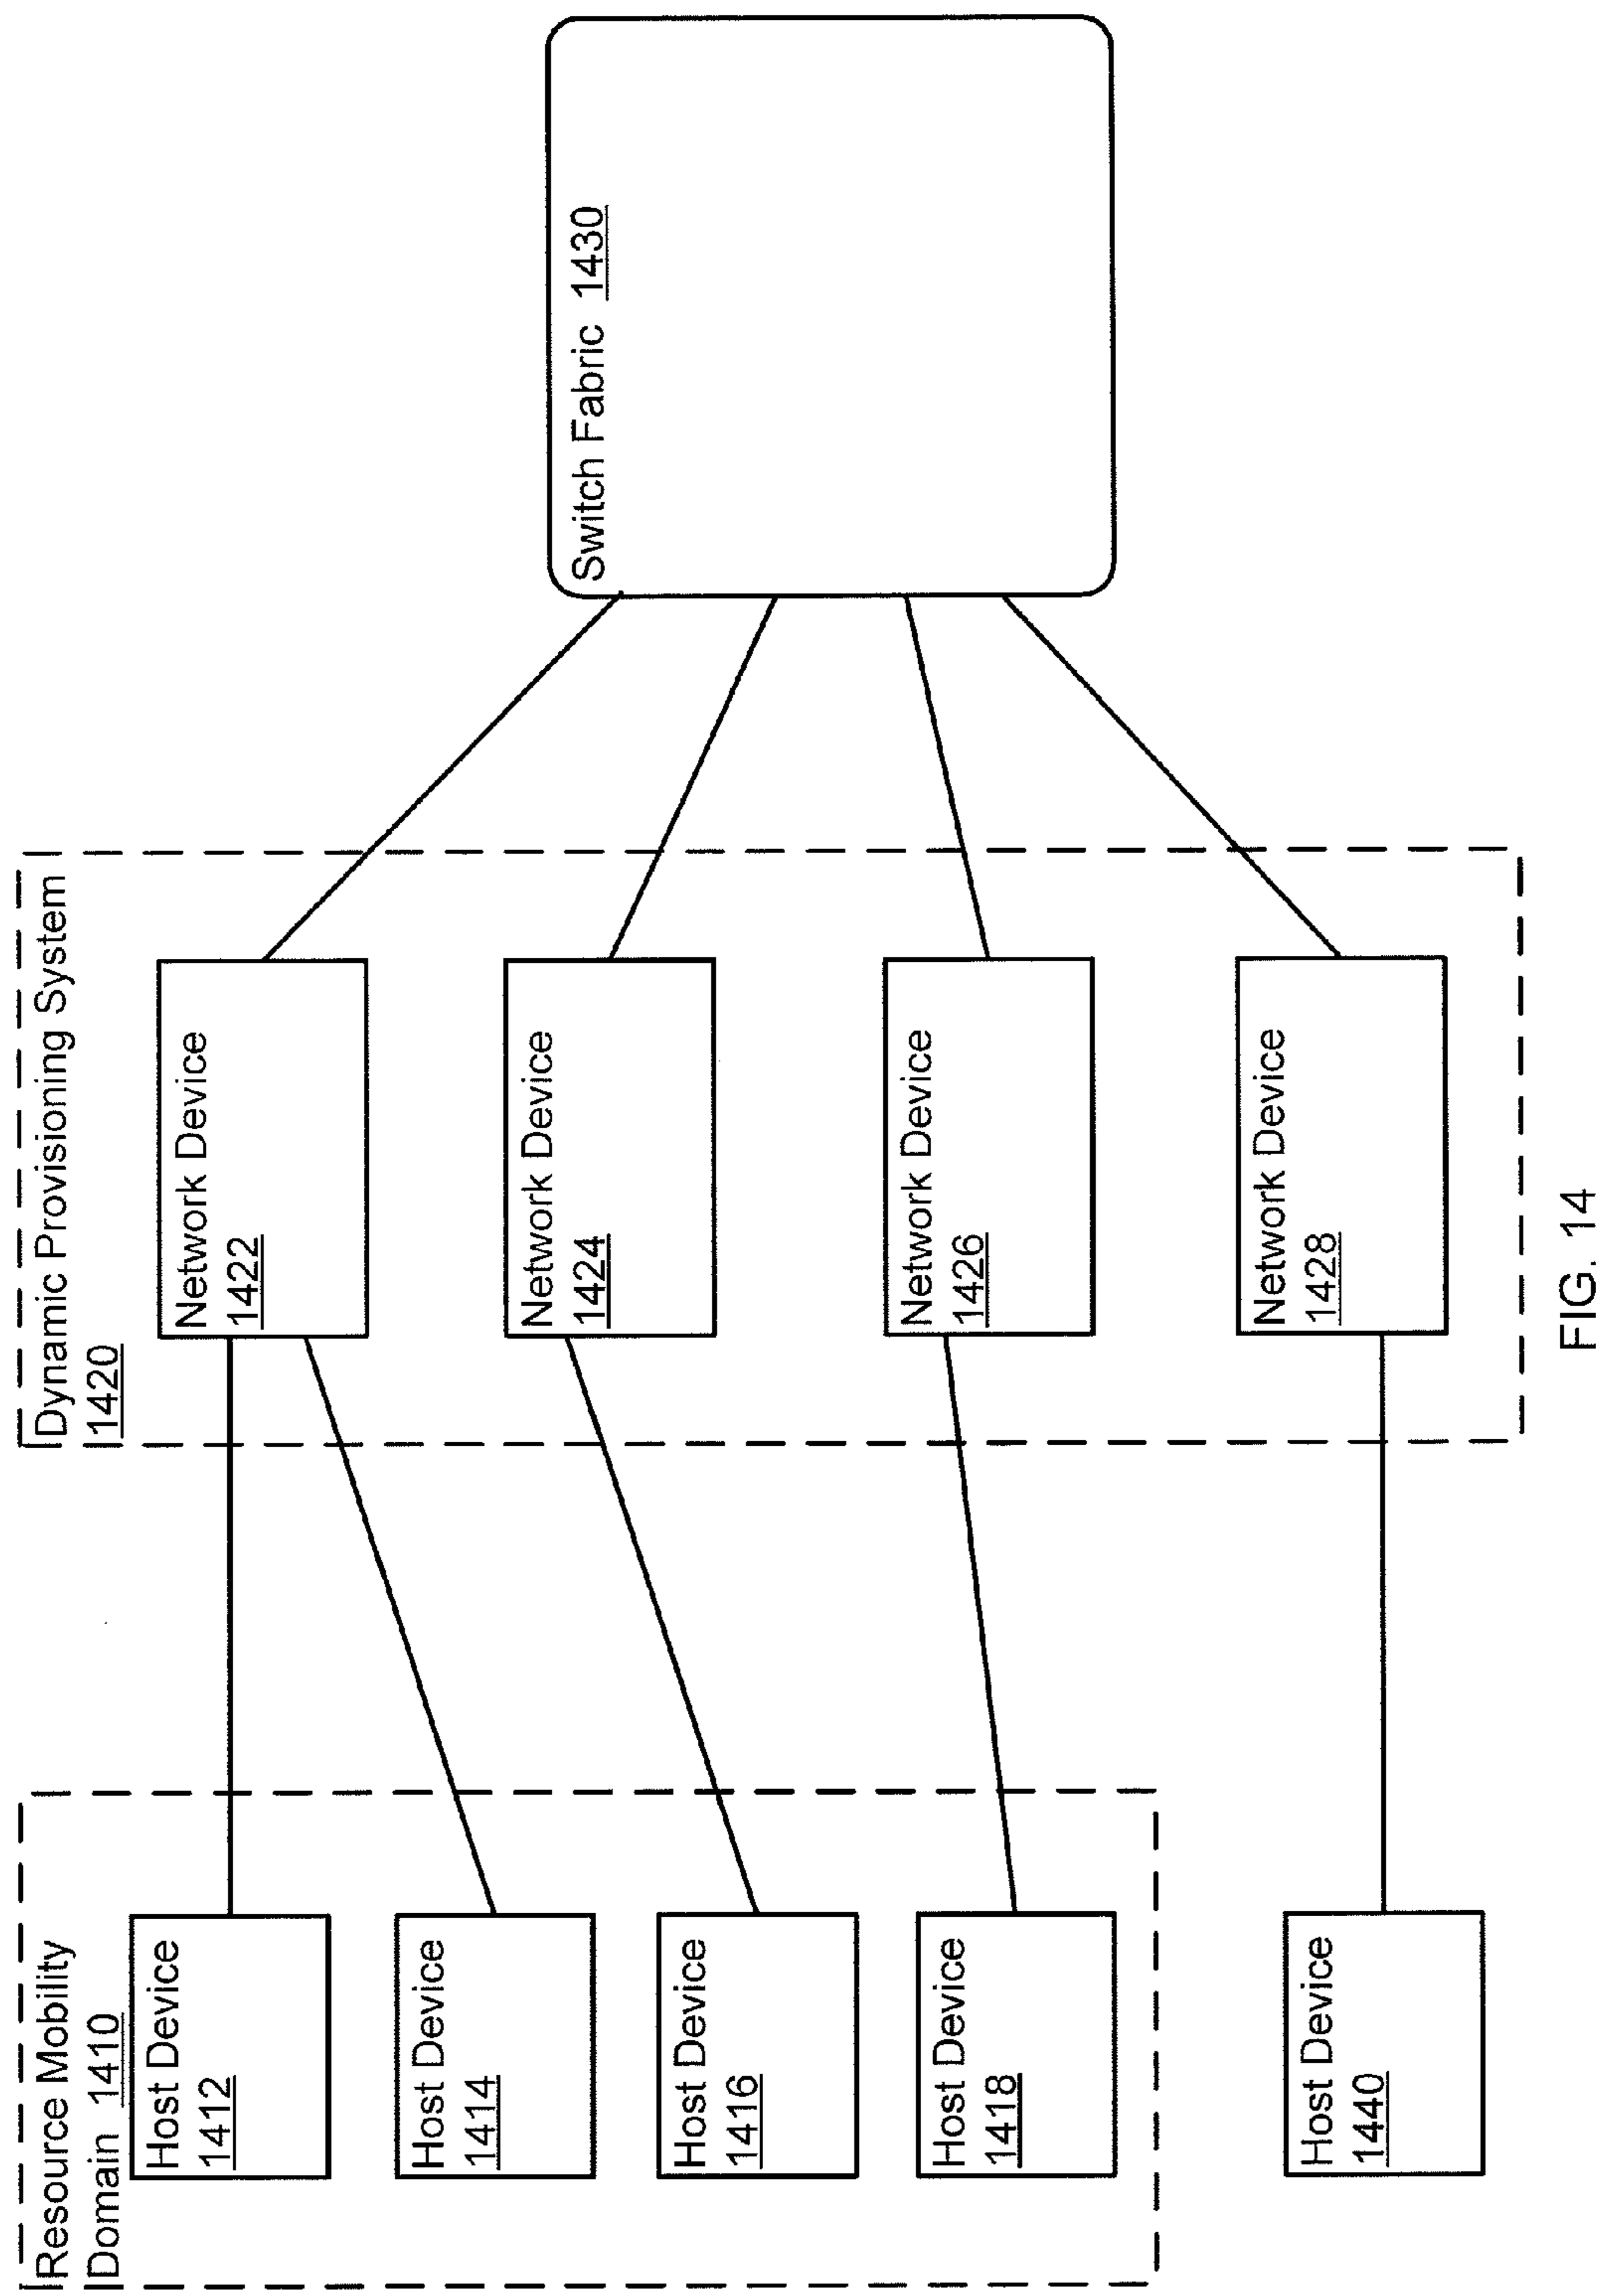 Resource Mobility
Domain 1410
Host Device
1412
Host Device
1414
Host Device
1416
Host Device
1418
Host Device
1440
Dynamic Provisioning System
1420
Network Device
1422
Network Device
1424
Network Device
1426
Network Device
1428
Switch Fabric 1430
FIG. 14